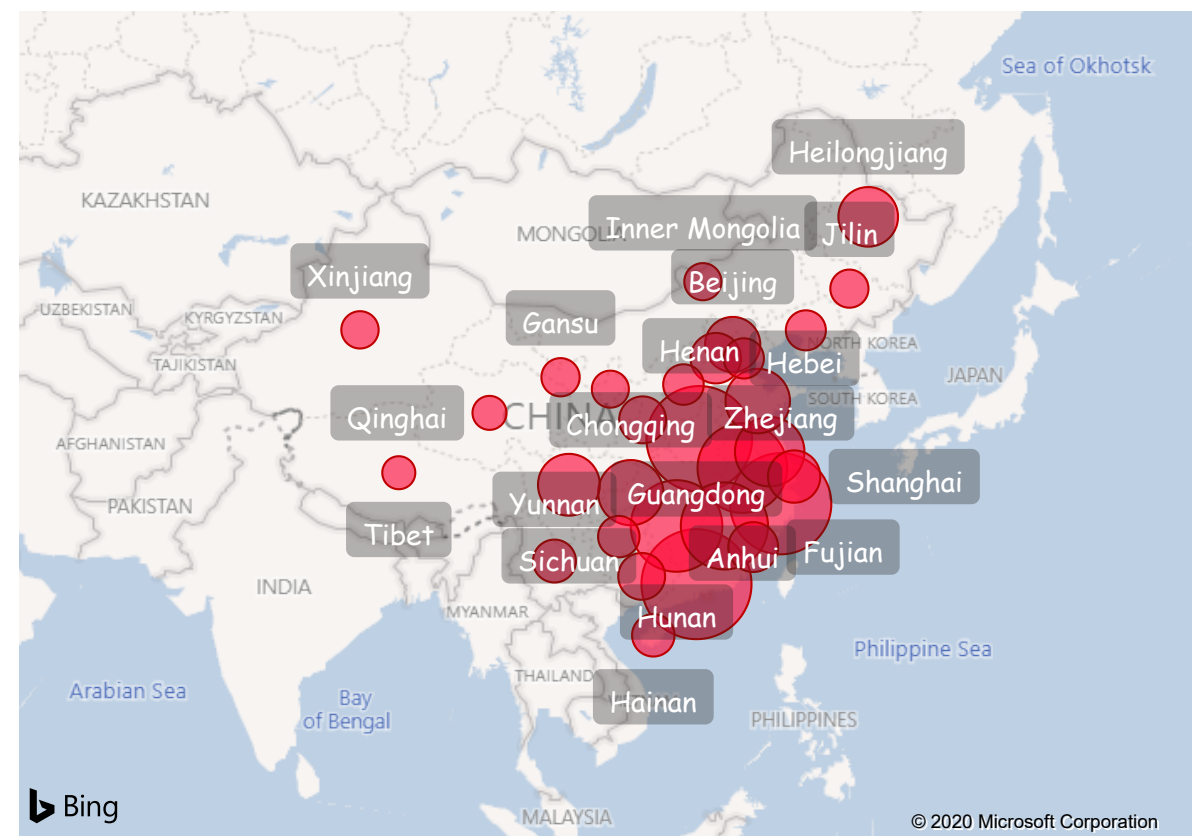 Sea of Okhotsk
Heilongjiang
KAZAKHSTAN
Inner Mongolia
Jilin
MONGOLIA
Xinjiang
Beijing
UZBEKISTAN
KYRGYZSTAN
Gansu
Henan
NORTH KOREA
TAJIKISTAN
Hebei
JAPAN
SOUTH KOREA
Qinghai
CHINA
Chongqing
Zhejiang
AFGHANISTAN
Shanghai
PAKISTAN
Yunnan
Guangdong
Tibet
Sichuan
Anhui
Fujian
INDIA
MYANMAR
Hunan
Philippine Sea
THAILAND
Arabian Sea
Bay
of Bengal
Hainan
PHILIPPINES
MALAYSIA
Bing
© 2020 Microsoft Corporation